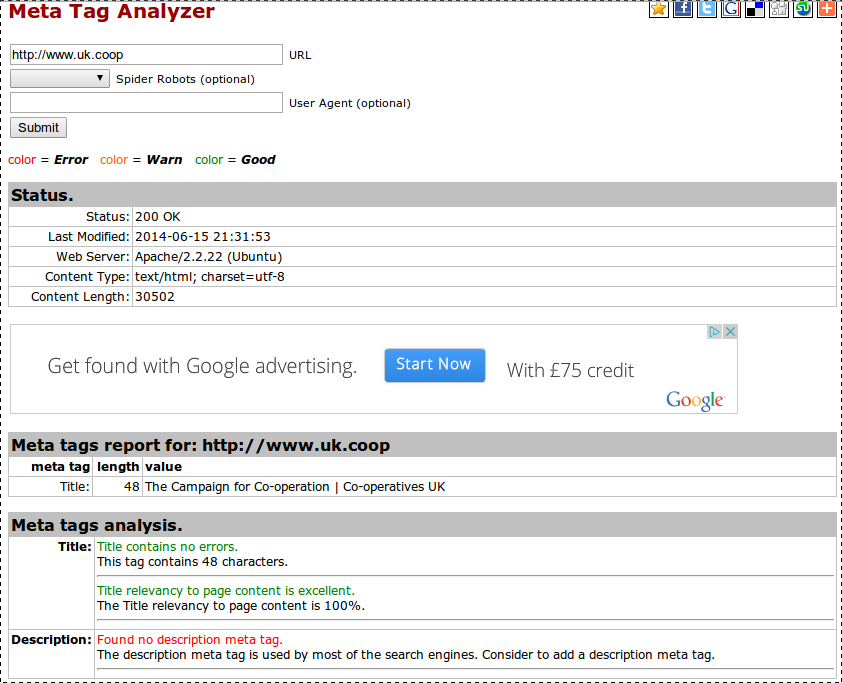 Meta Tag Analyzer
http://www.uk.coop URL
Spider Robots (optional)
User Agent (optional)
Submit
color = Error color = Warn color = Good
Status.
Status: 200 OK
Last Modified: 2014-06-15 21:31:53
Web Server: Apache/2.2.22 (Ubuntu)
Content Type: text/html; charset=utf-8
Content Length: 30502
Get found with Google advertising. Start Now With £75 credit
Google
Meta tags report for: http://www.uk.coop
meta tag length value
Title: 48 The Campaign for Co-operation | Co-operatives UK
Meta tags analysis.
Title: Title contains no errors.
This tag contains 48 characters.
Title relevancy to page content is excellent.
The Title relevancy to page content is 100%.
Description: Found no description meta tag.
The description meta tag is used by most of the search engines. Consider to add a description meta tag.